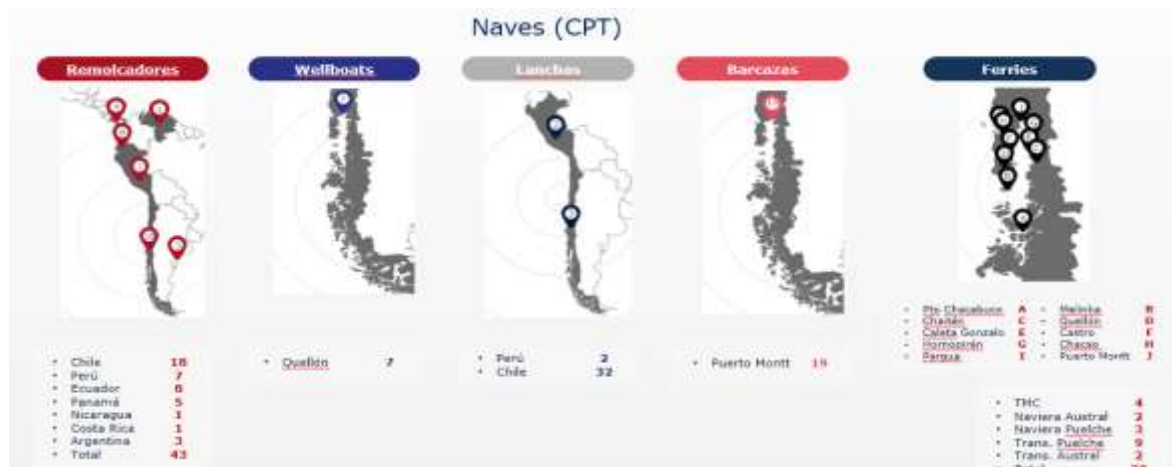 Naves (CPT)
Remolcadores
Wellboats
Lanchas
Barcazas
Ferries
• Chile 18
• Perú 7
• Ecuador 6
• Panamá 5
• Nicaragua 1
• Costa Rica 1
• Argentina 3
• Total 43
• Quellón 7
• Perú 2
• Chile 32
• Puerto Montt 19
- Pto Chacabuco A - Melinka B
- Chaitén C - Quellón D
- Caleta Gonzalo E - Castro F
- Hornopirén G - Chacao H
- Pargua I - Puerto Montt J
• TMC 4
• Naviera Austral 2
• Naviera Puelche 3
• Trans. Puelche 9
• Trans. Austral 2